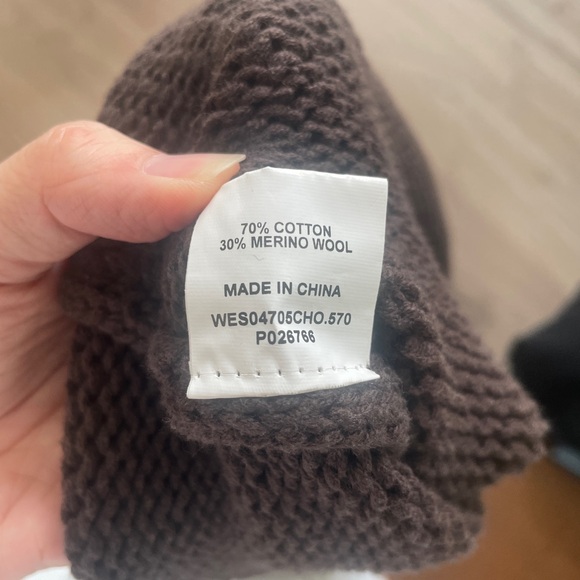 70% COTTON
30% MERINO WOOL
MADE IN CHINA
WES04705CHO.570
P026766